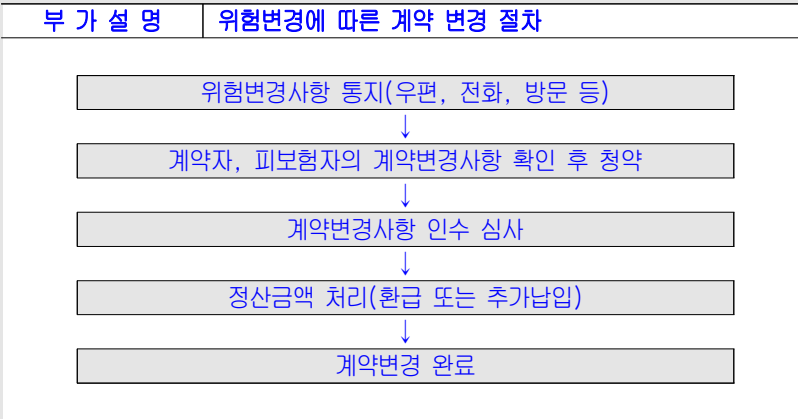 부 가 설 명 위험변경에 따른 계약 변경 절차
위험변경사항 통지(우편, 전화, 방문 등)
↓
계약자, 피보험자의 계약변경사항 확인 후 청약
↓
계약변경사항 인수 심사
↓
정산금액 처리(환급 또는 추가납입)
↓
계약변경 완료